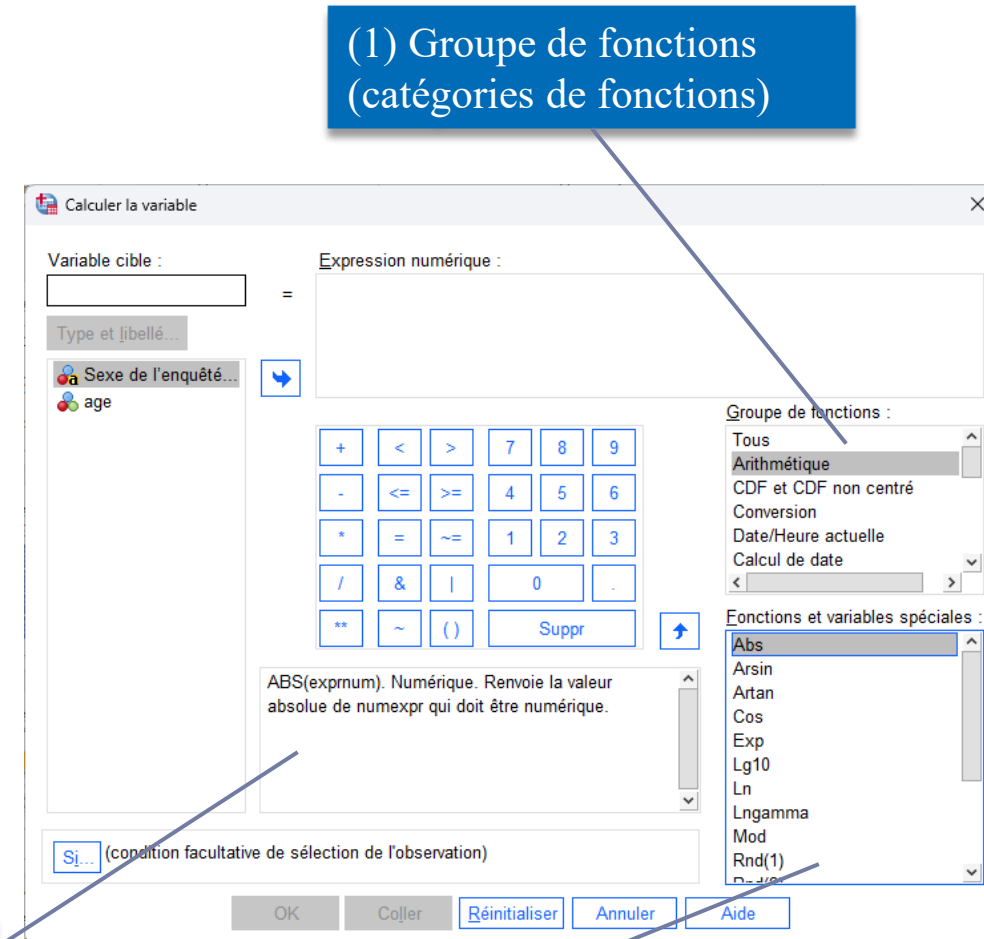 (1) Groupe de fonctions
(catégories de fonctions)
Calculer la variable
Variable cible :
Expression numérique :
=
Type et libellé...
Sexe de l'enquêté...
age
+ < > 7 8 9
- <= >= 4 5 6
* = ~= 1 2 3
/ & | 0 .
** ~ ( ) Suppr
Groupe de fonctions :
Tous
Arithmétique
CDF et CDF non centré
Conversion
Date/Heure actuelle
Calcul de date
Fonctions et variables spéciales :
Abs
Arsin
Artan
Cos
Exp
Lg10
Ln
Lngamma
Mod
Rnd(1)
ABS(exprnum). Numérique. Renvoie la valeur
absolue de numexpr qui doit être numérique.
Si... (condition facultative de sélection de l'observation)
OK Coller Réinitialiser Annuler Aide